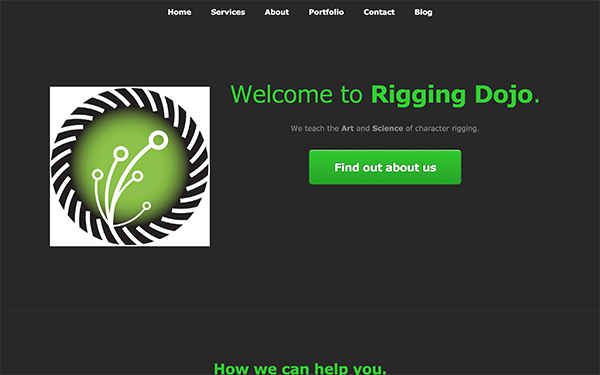 Home Services About Portfolio Contact Blog
Welcome to Rigging Dojo.
We teach the Art and Science of character rigging.
Find out about us
How we can help you.